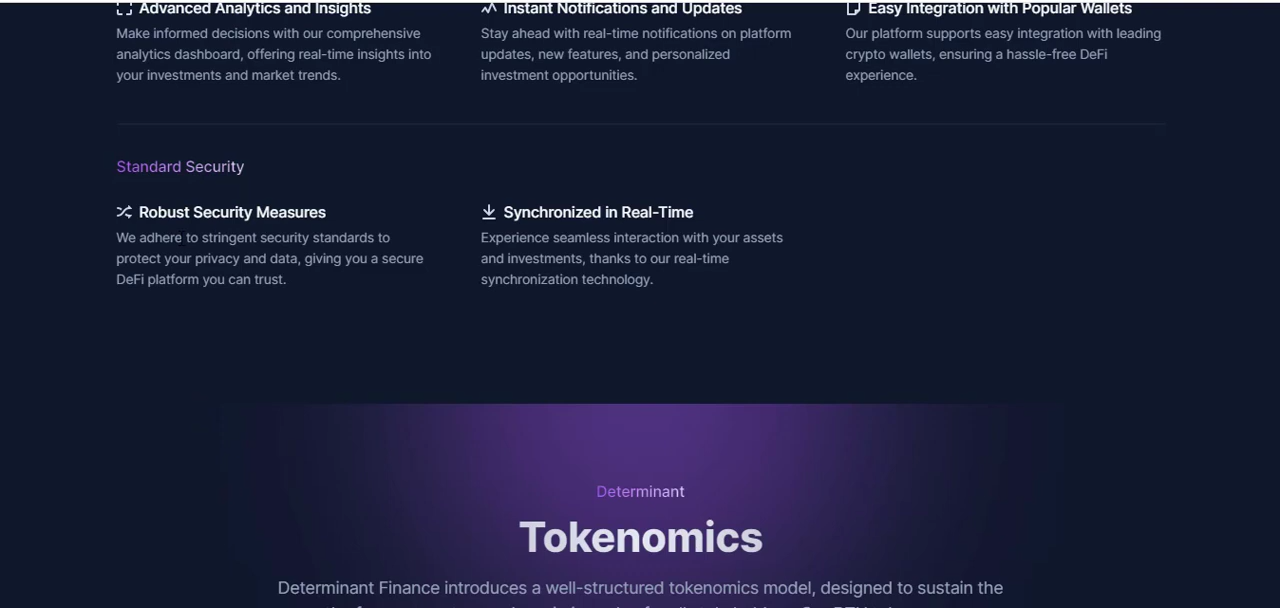 Advanced Analytics and Insights
Make informed decisions with our comprehensive
analytics dashboard, offering real-time insights into
your investments and market trends.
Instant Notifications and Updates
Stay ahead with real-time notifications on platform
updates, new features, and personalized
investment opportunities.
Easy Integration with Popular Wallets
Our platform supports easy integration with leading
crypto wallets, ensuring a hassle-free DeFi
experience.
Standard Security
Robust Security Measures
We adhere to stringent security standards to
protect your privacy and data, giving you a secure
DeFi platform you can trust.
Synchronized in Real-Time
Experience seamless interaction with your assets
and investments, thanks to our real-time
synchronization technology.
Determinant
Tokenomics
Determinant Finance introduces a well-structured tokenomics model, designed to sustain the